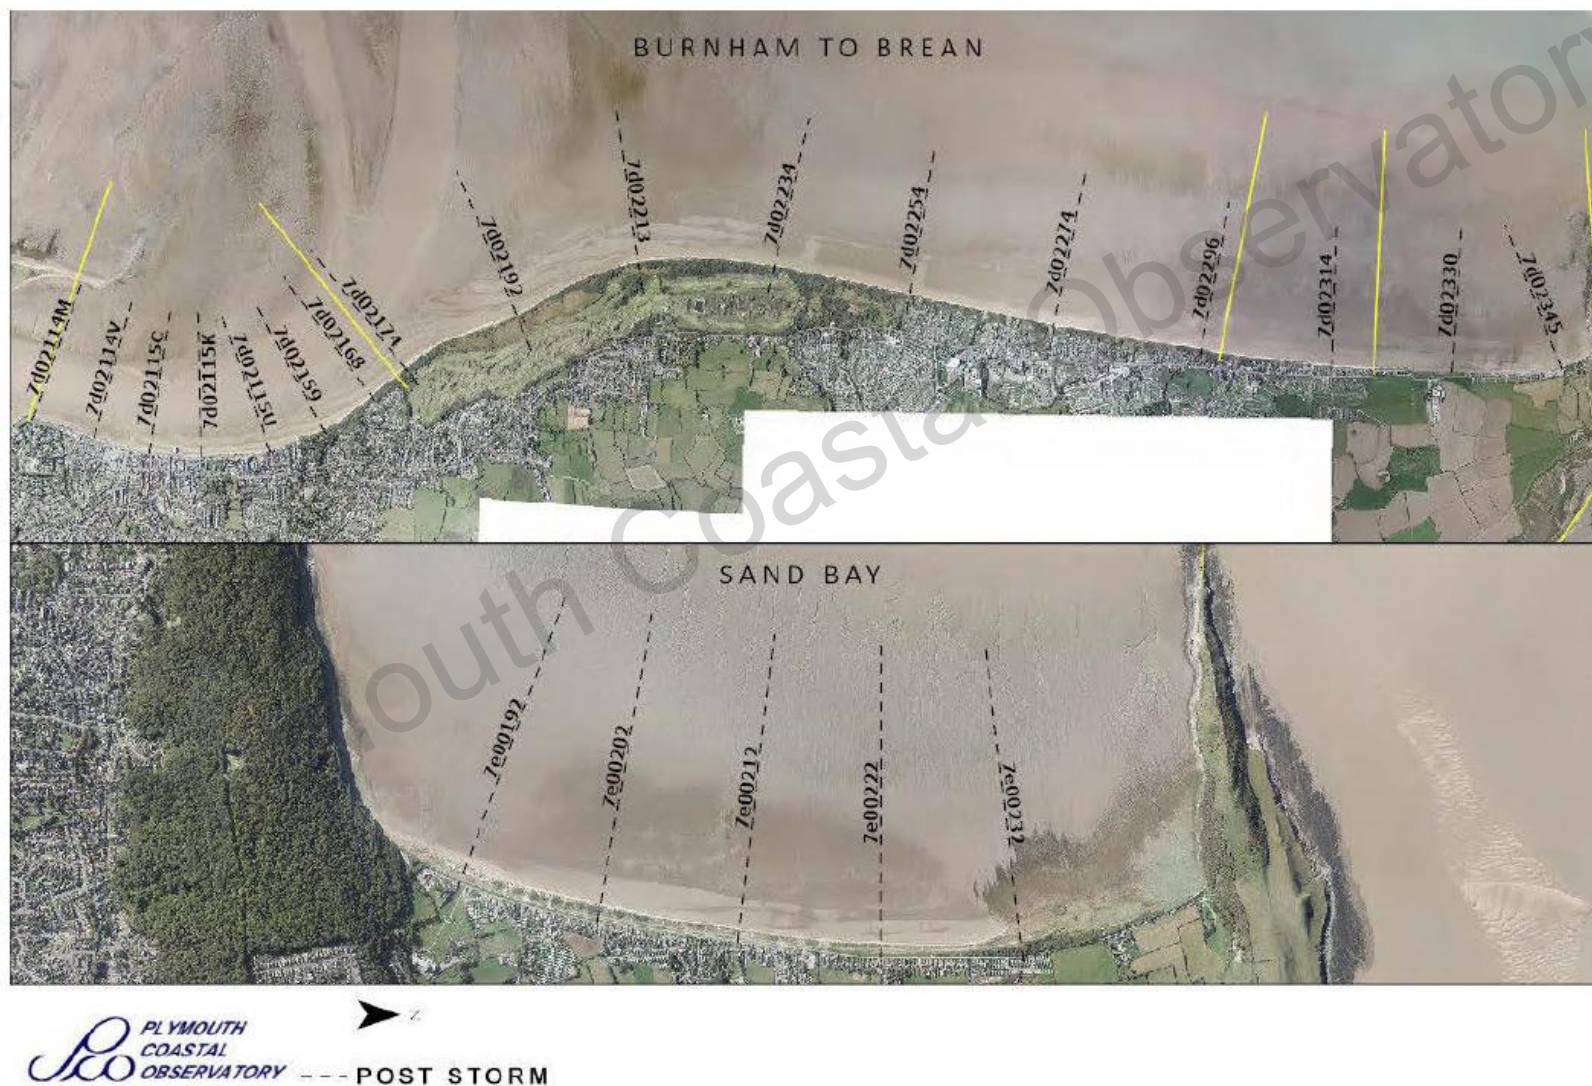 BURNHAM TO BREAN
7d02114M
7d02114V
7d02115C
7d02115K
7d02115U
7d02159
7d02168
7d02174
7d02192
7d02213
7d02234
7d02254
7d02274
7d02296
7d02314
7d02330
7d02345
South Coastal Observatory
SAND BAY
7e00192
7e00202
7e00212
7e00222
7e00232
Z
PLYMOUTH
COASTAL
OBSERVATORY
--- POST STORM